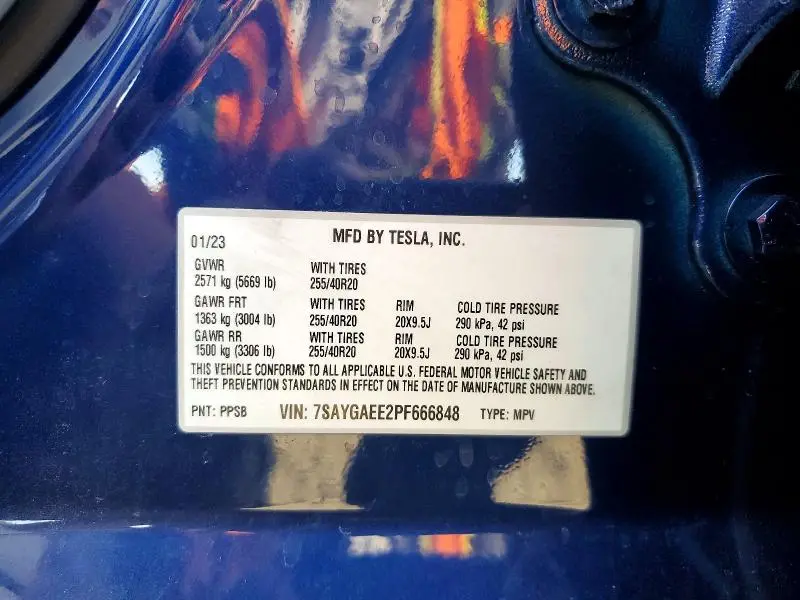 01/23 MFD BY TESLA, INC.
GVWR WITH TIRES
2571 kg (5669 lb) 255/40R20
GAWR FRT WITH TIRES RIM COLD TIRE PRESSURE
1363 kg (3004 lb) 255/40R20 20X9.5J 290 kPa, 42 psi
GAWR RR WITH TIRES RIM COLD TIRE PRESSURE
1500 kg (3306 lb) 255/40R20 20X9.5J 290 kPa, 42 psi
THIS VEHICLE CONFORMS TO ALL APPLICABLE U.S. FEDERAL MOTOR VEHICLE SAFETY AND
THEFT PREVENTION STANDARDS IN EFFECT ON THE DATE OF MANUFACTURE SHOWN ABOVE.
PNT: PPSB VIN: 7SAYGAEE2PF666848 TYPE: MPV